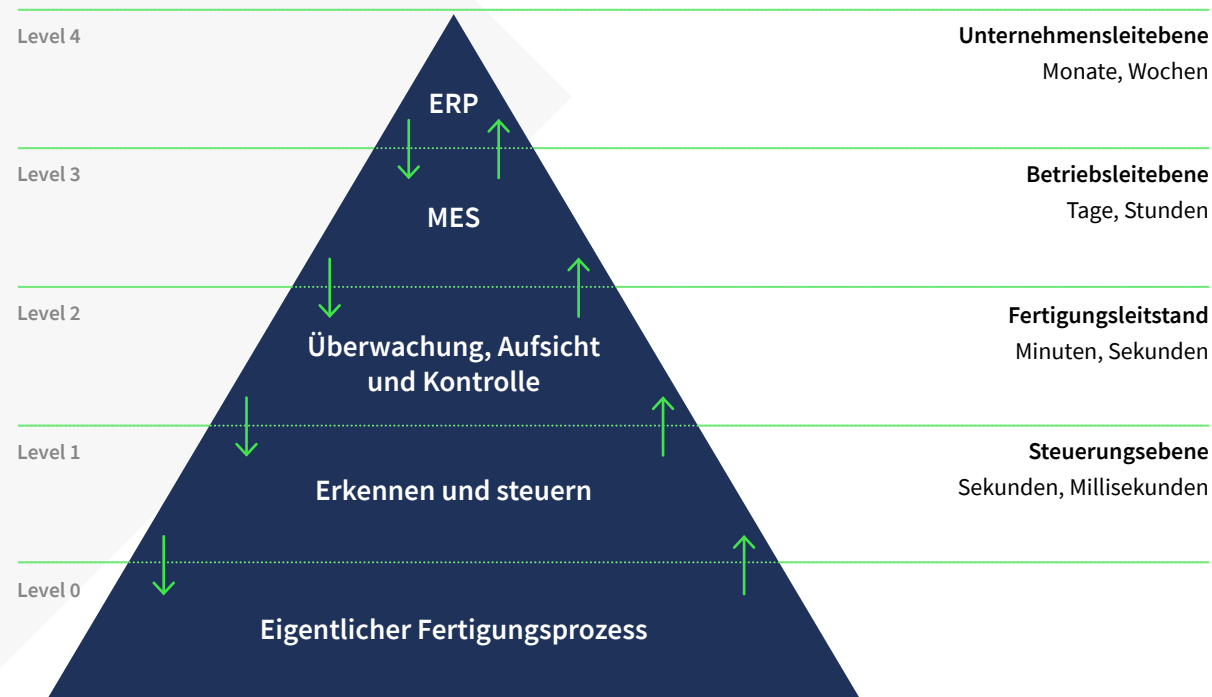 Level 4
ERP
Unternehmensleitebene
Monate, Wochen
Level 3
MES
Betriebsleitebene
Tage, Stunden
Level 2
Überwachung, Aufsicht
und Kontrolle
Fertigungsleitstand
Minuten, Sekunden
Level 1
Erkennen und steuern
Steuerungsebene
Sekunden, Millisekunden
Level 0
Eigentlicher Fertigungsprozess